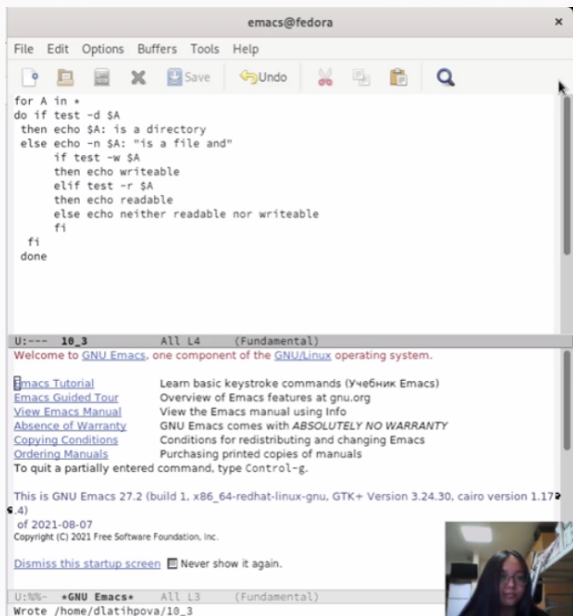 emacs@fedora
File Edit Options Buffers Tools Help
Save Undo
for A in *
do if test -d $A
then echo $A: is a directory
else echo -n $A: "is a file and"
if test -w $A
then echo writeable
elif test -r $A
then echo readable
else echo neither readable nor writeable
fi
fi
done
U:--- 10_3 All L4 (Fundamental)
Welcome to GNU Emacs, one component of the GNU/Linux operating system.
Emacs Tutorial Learn basic keystroke commands (Учебник Emacs)
Emacs Guided Tour Overview of Emacs features at gnu.org
View Emacs Manual View the Emacs manual using Info
Absence of Warranty GNU Emacs comes with ABSOLUTELY NO WARRANTY
Copying Conditions Conditions for redistributing and changing Emacs
Ordering Manuals Purchasing printed copies of manuals
To quit a partially entered command, type Control-g.
This is GNU Emacs 27.2 (build 1, x86_64-redhat-linux-gnu, GTK+ Version 3.24.30, cairo version 1.17
.4)
of 2021-08-07
Copyright (C) 2021 Free Software Foundation, Inc.
Dismiss this startup screen Never show it again.
U:%%- *GNU Emacs* All L3 (Fundamental)
Wrote /home/dlatihpova/10_3